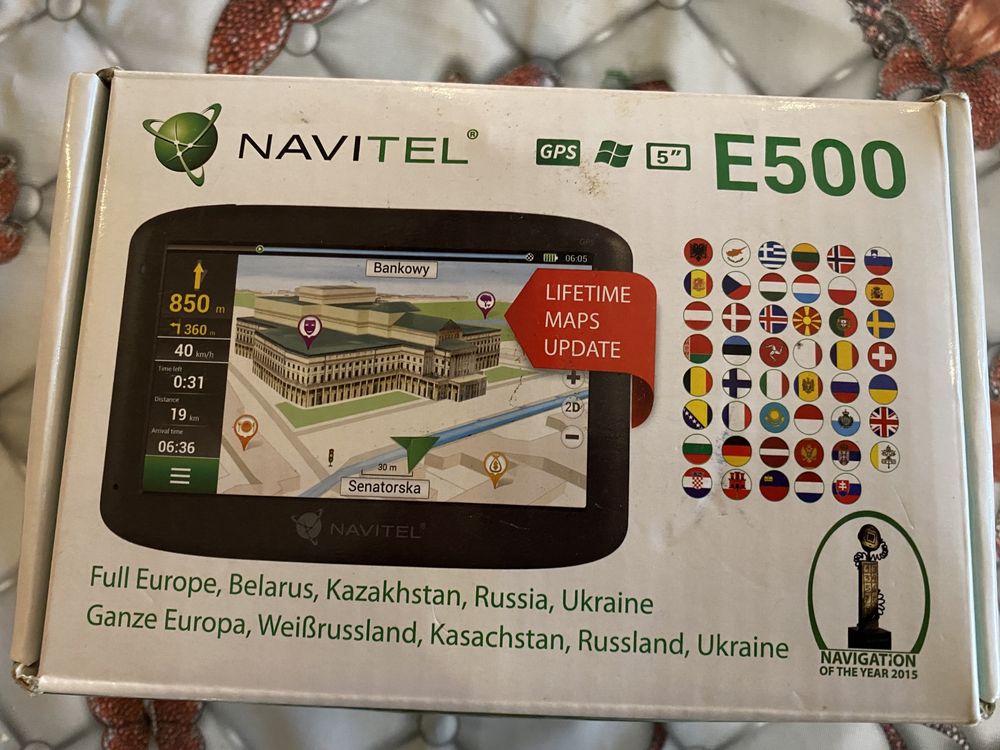 NAVITEL®
GPS
5"
E500
GPS
06:05
Bankowy
850 m
1360 m
40 km/h
Time left
0:31
Distance
19 km
Arrival time
06:36
2D
30 m
Senatorska
LIFETIME
MAPS
UPDATE
NAVITEL®
Full Europe, Belarus, Kazakhstan, Russia, Ukraine
Ganze Europa, Weißrussland, Kasachstan, Russland, Ukraine
NAVIGATION
OF THE YEAR 2015